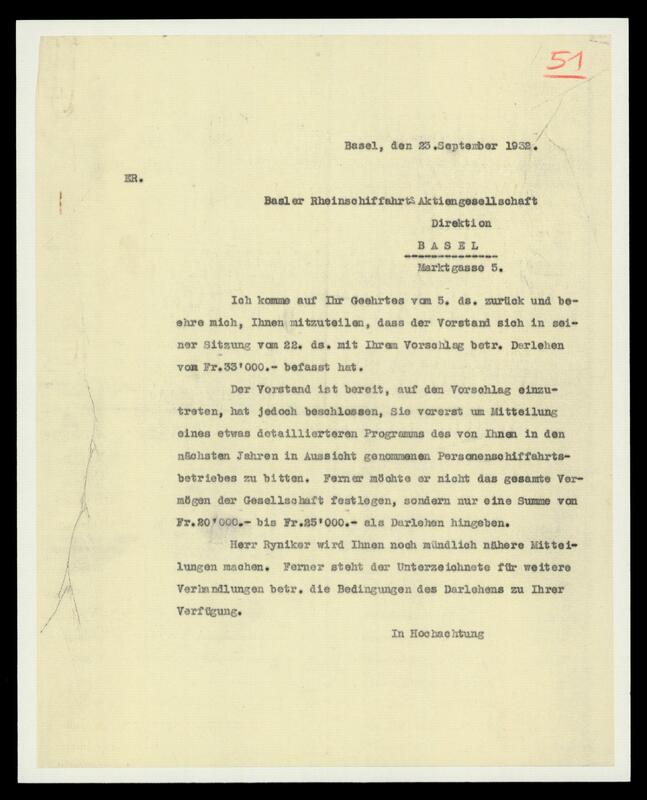 51
Basel, den 23.September 1932.
ER.
Basler Rheinschiffahrts Aktiengesellschaft
Direktion
B A S E L
Marktgasse 5.
Ich komme auf Ihr Geehrtes vom 5. ds. zurück und be-
ehre mich, Ihnen mitzuteilen, dass der Vorstand sich in sei-
ner Sitzung vom 22. ds. mit Ihrem Vorschlag betr. Darlehen
von Fr.33'000.- befasst hat.
Der Vorstand ist bereit, auf den Vorschlag einzu-
treten, hat jedoch beschlossen, Sie vorerst um Mitteilung
eines etwas detaillierteren Programms des von Ihnen in den
nächsten Jahren in Aussicht genommenen Personenschiffahrts-
betriebes zu bitten. Ferner möchte er nicht das gesamte Ver-
mögen der Gesellschaft festlegen, sondern nur eine Summe von
Fr.20'000.- bis Fr.25'000.- als Darlehen hingeben.
Herr Ryniker wird Ihnen noch mündlich nähere Mittei-
lungen machen. Ferner steht der Unterzeichnete für weitere
Verhandlungen betr. die Bedingungen des Darlehens zu Ihrer
Verfügung.
In Hochachtung